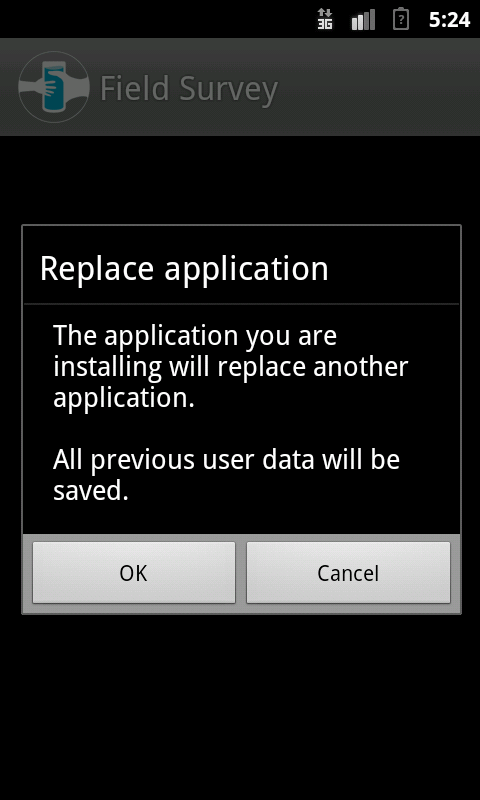 3G
5:24
Field Survey
Replace application
The application you are
installing will replace another
application.
All previous user data will be
saved.
OK
Cancel